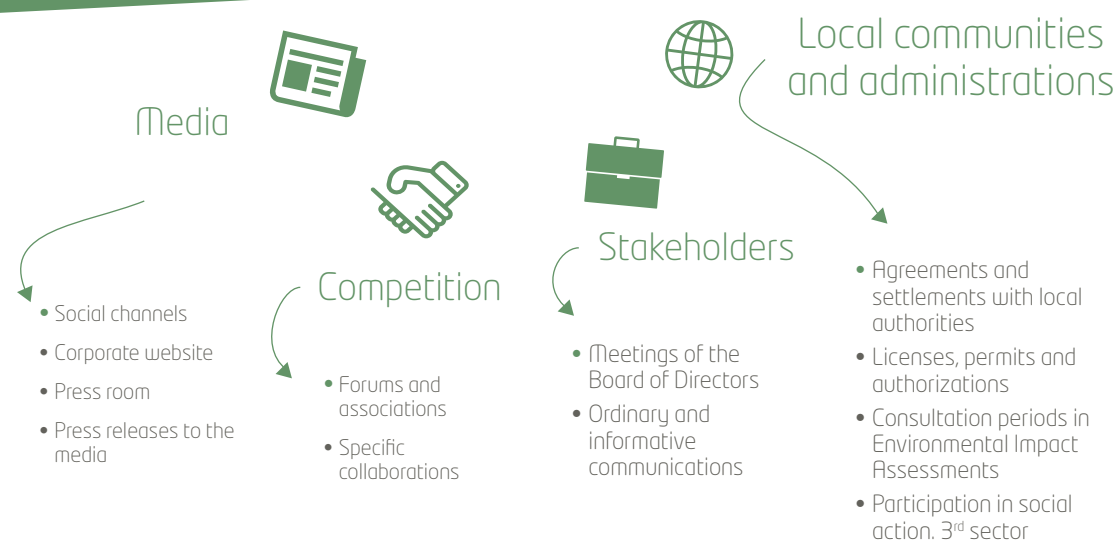 Media
• Social channels
• Corporate website
• Press room
• Press releases to the
media
Competition
• Forums and
associations
• Specific
collaborations
Stakeholders
• Meetings of the
Board of Directors
• Ordinary and
informative
communications
Local communities
and administrations
• Agreements and
settlements with local
authorities
• Licenses, permits and
authorizations
• Consultation periods in
Environmental Impact
Assessments
• Participation in social
action. 3rd sector